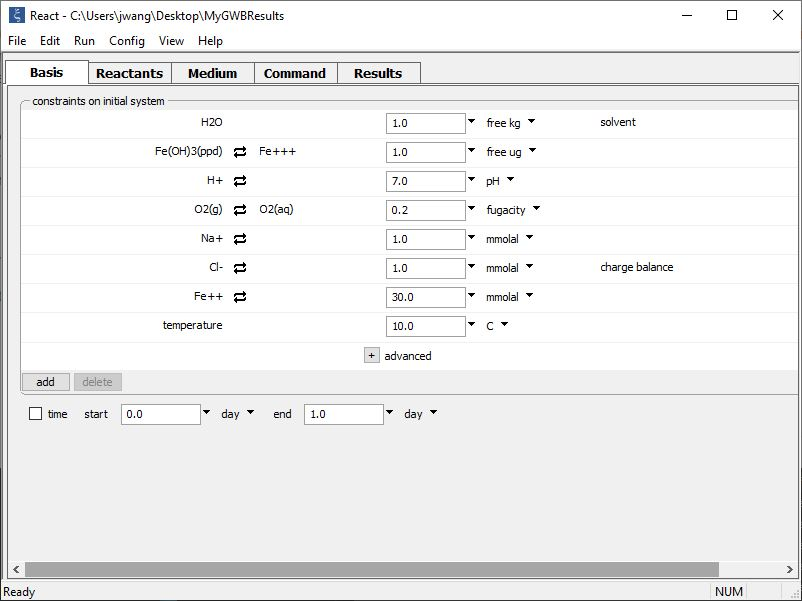 React - C:\Users\jwang\Desktop\MyGWBResults
File Edit Run Config View Help
Basis Reactants Medium Command Results
constraints on initial system
H2O 1.0 free kg solvent
Fe(OH)3(ppd) Fe+++ 1.0 free ug
H+ 7.0 pH
O2(g) O2(aq) 0.2 fugacity
Na+ 1.0 mmolal
Cl- 1.0 mmolal charge balance
Fe++ 30.0 mmolal
temperature 10.0 C
+ advanced
add delete
time start 0.0 day end 1.0 day
Ready NUM